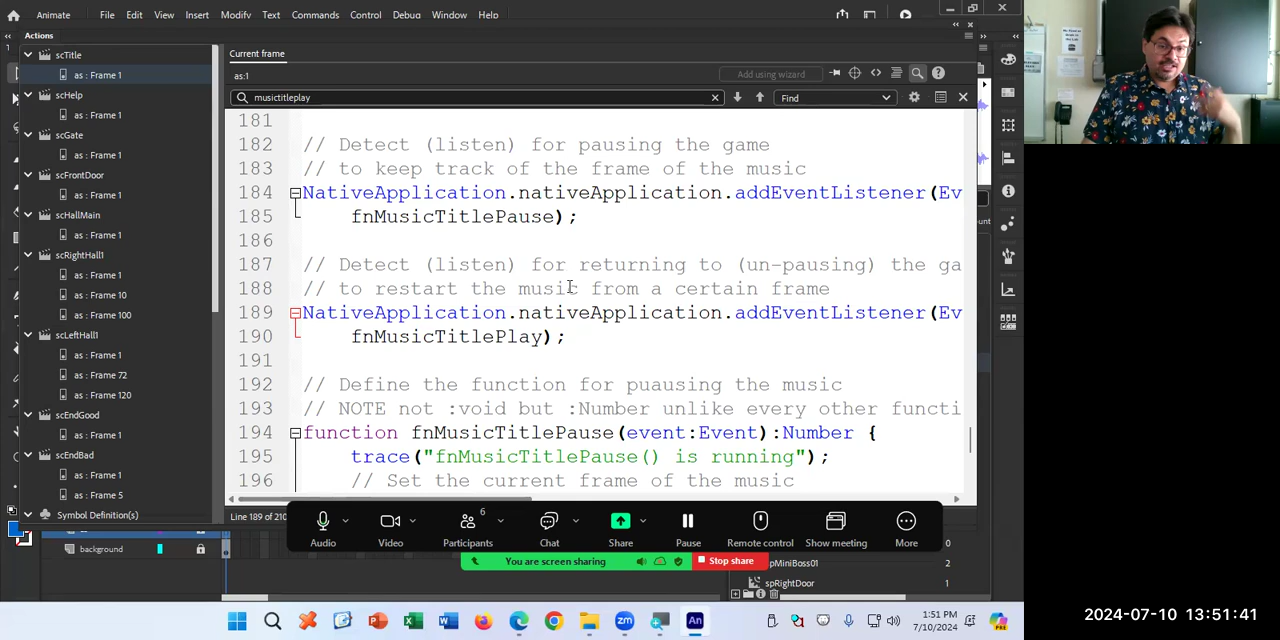 Animate File Edit View Insert Modify Text Commands Control Debug Window Help
Actions
Current frame
as:1
Add using wizard
musictitleplay
Find
scTitle
as : Frame 1
scHelp
as : Frame 1
scGate
as : Frame 1
scFrontDoor
as : Frame 1
scHallMain
as : Frame 1
scRightHall1
as : Frame 1
as : Frame 10
as : Frame 100
scLeftHall1
as : Frame 1
as : Frame 72
as : Frame 120
scEndGood
as : Frame 1
scEndBad
as : Frame 1
as : Frame 5
Symbol Definition(s)
181
182 // Detect (listen) for pausing the game
183 // to keep track of the frame of the music
184 NativeApplication.nativeApplication.addEventListener(Ev
185 fnMusicTitlePause);
186
187 // Detect (listen) for returning to (un-pausing) the ga
188 // to restart the music from a certain frame
189 NativeApplication.nativeApplication.addEventListener(Ev
190 fnMusicTitlePlay);
191
192 // Define the function for puausing the music
193 // NOTE not :void but :Number unlike every other functi
194 function fnMusicTitlePause(event:Event):Number {
195 trace("fnMusicTitlePause() is running");
196 // Set the current frame of the music
Line 189 of 210
background
6
Audio Video Participants Chat Share Pause Remote control Show meeting More
You are screen sharing
Stop share
0
pMiniBoss01 2
spRightDoor 1
1:51 PM
7/10/2024
2024-07-10 13:51:41